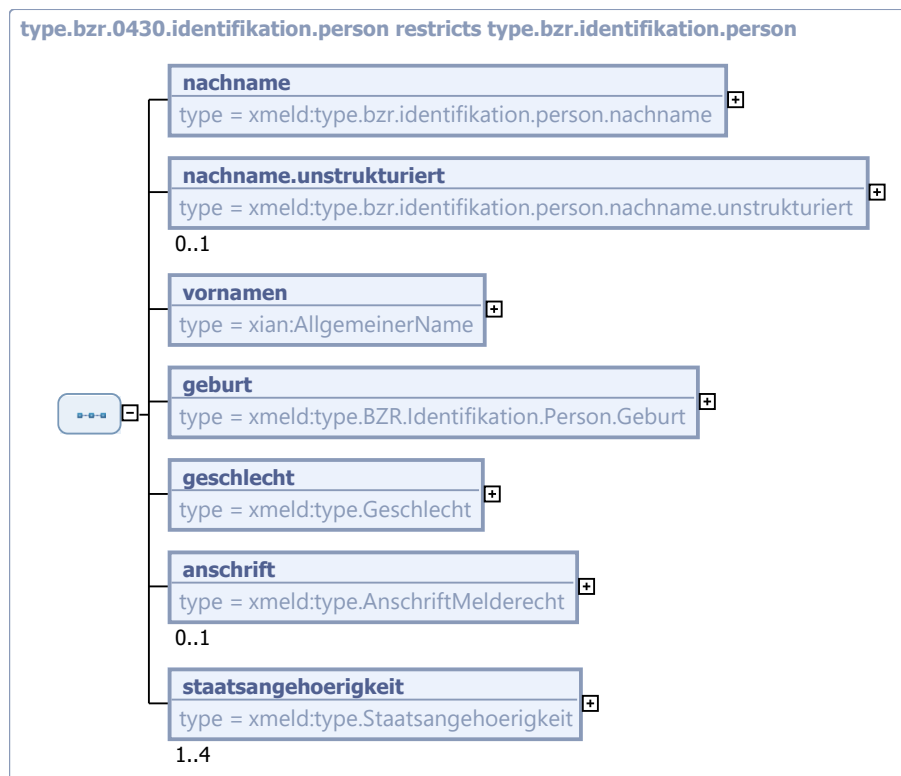 type.bzr.0430.identifikation.person restricts type.bzr.identifikation.person
nachname
type = xmeld:type.bzr.identifikation.person.nachname
nachname.unstrukturiert
type = xmeld:type.bzr.identifikation.person.nachname.unstrukturiert
0..1
vornamen
type = xian:AllgemeinerName
geburt
type = xmeld:type.BZR.Identifikation.Person.Geburt
geschlecht
type = xmeld:type.Geschlecht
anschrift
type = xmeld:type.AnschriftMelderecht
0..1
staatsangehoerigkeit
type = xmeld:type.Staatsangehoerigkeit
1..4